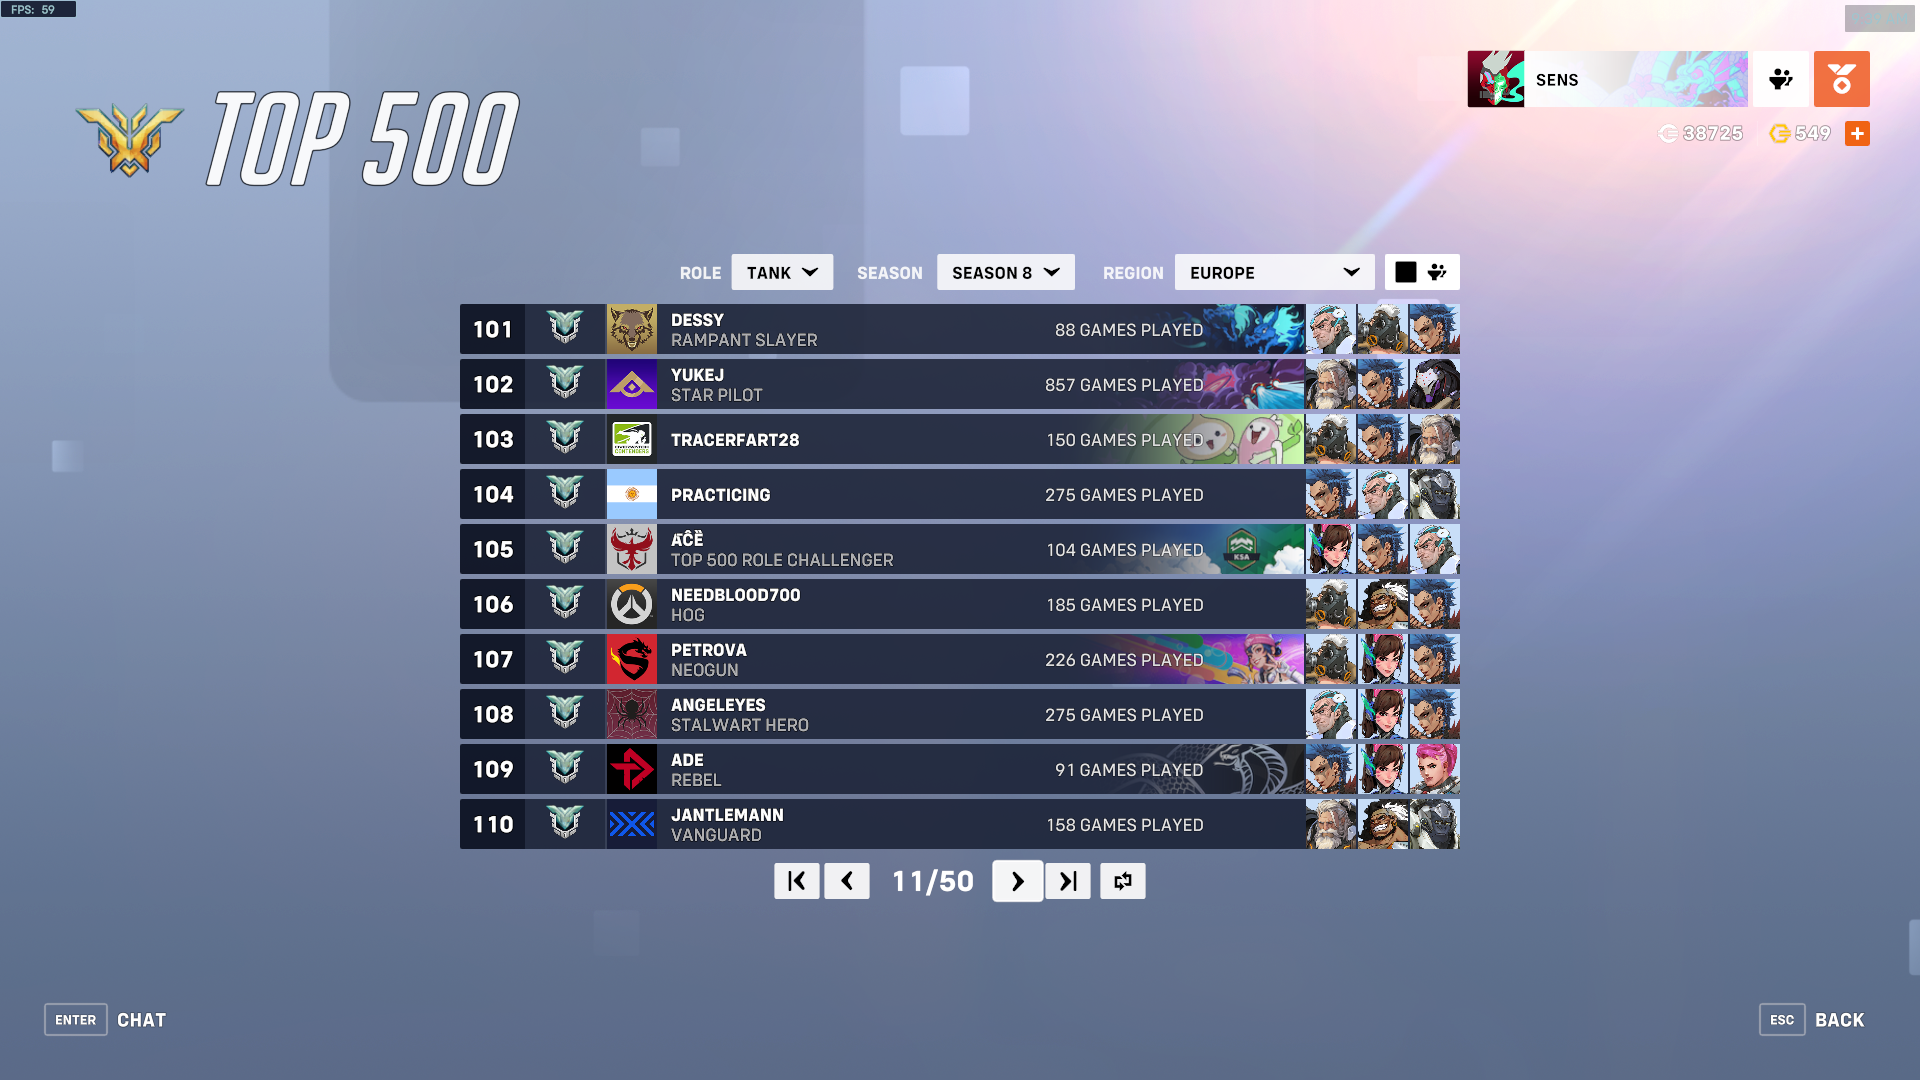 FPS: 59
TOP 500
SENS
38725
549
ROLE TANK SEASON SEASON 8 REGION EUROPE
101 DESSY
RAMPANT SLAYER
88 GAMES PLAYED
102 YUKEJ
STAR PILOT
857 GAMES PLAYED
103 TRACERFART28
150 GAMES PLAYED
104 PRACTICING
275 GAMES PLAYED
105
TOP 500 ROLE CHALLENGER
104 GAMES PLAYED
KSA
106 NEEDBLOOD700
HOG
185 GAMES PLAYED
107 PETROVA
NEOGUN
226 GAMES PLAYED
108 ANGELEYES
STALWART HERO
275 GAMES PLAYED
109 ADE
REBEL
91 GAMES PLAYED
110 JANTLEMANN
VANGUARD
158 GAMES PLAYED
11/50
ENTER CHAT
ESC BACK